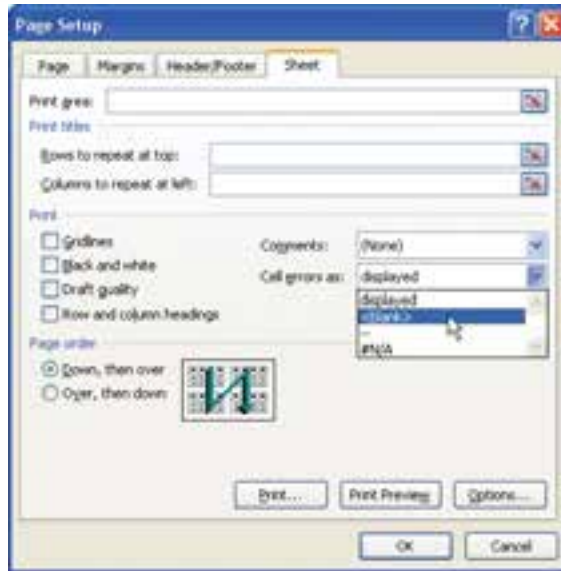 Page Setup
Page Margins Header/Footer Sheet
Print area:
Print titles
Rows to repeat at top:
Columns to repeat at left:
Print
Gridlines
Black and white
Draft quality
Row and column headings
Comments: (None)
Cell errors as: displayed
displayed
<blank>
--
#N/A
Page order
Down, then over
Over, then down
Print... Print Preview Options...
OK Cancel